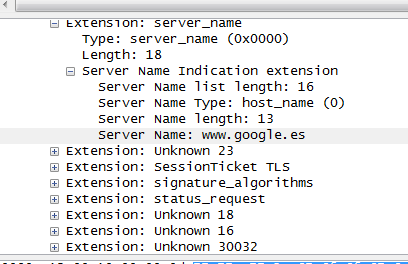 Extension: server_name
Type: server_name (0x0000)
Length: 18
Server Name Indication extension
Server Name list length: 16
Server Name Type: host_name (0)
Server Name length: 13
Server Name: www.google.es
Extension: Unknown 23
Extension: SessionTicket TLS
Extension: signature_algorithms
Extension: status_request
Extension: Unknown 18
Extension: Unknown 16
Extension: Unknown 30032